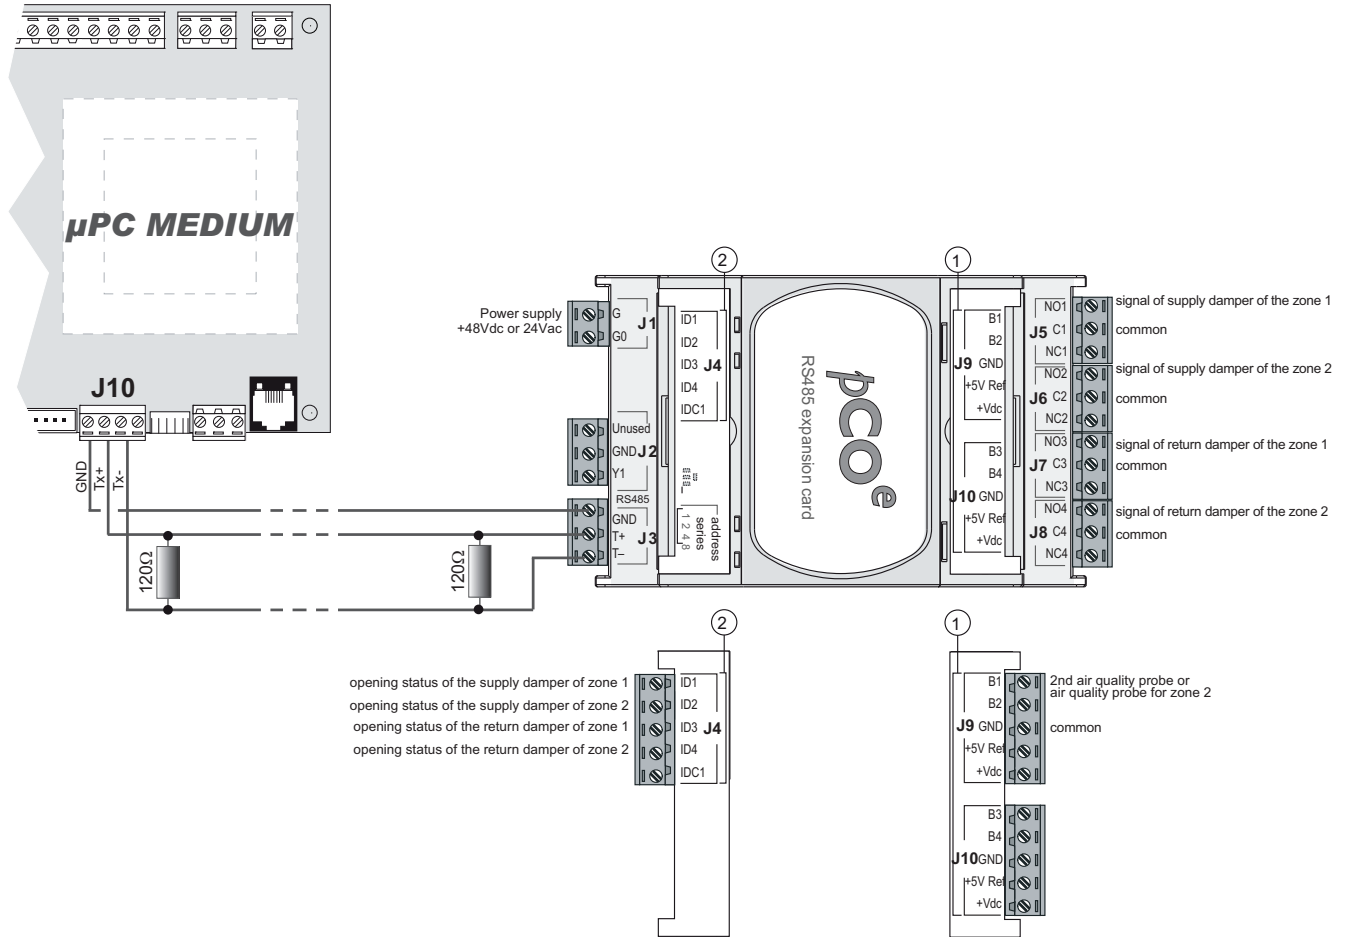 µPC MEDIUM
J10
GND
Tx+
Tx-
120Ω
120Ω
Power supply
+48Vdc or 24Vac
G
J1
G0
Unused
GND J2
Y1
RS485
GND
T+ J3
T–
2
ID1
ID2
ID3 J4
ID4
IDC1
address
series
1 2 4 8
pCOe
RS485 expansion card
1
B1
B2
J9 GND
+5V Ref
+Vdc
B3
B4
J10 GND
+5V Ref
+Vdc
NO1 signal of supply damper of the zone 1
J5 C1 common
NC1
NO2 signal of supply damper of the zone 2
J6 C2 common
NC2
NO3 signal of return damper of the zone 1
J7 C3 common
NC3
NO4 signal of return damper of the zone 2
J8 C4 common
NC4
2
opening status of the supply damper of zone 1 ID1
opening status of the supply damper of zone 2 ID2
opening status of the return damper of zone 1 ID3 J4
opening status of the return damper of zone 2 ID4
IDC1
1
B1 2nd air quality probe or
air quality probe for zone 2
B2
J9 GND common
+5V Ref
+Vdc
B3
B4
J10 GND
+5V Ref
+Vdc